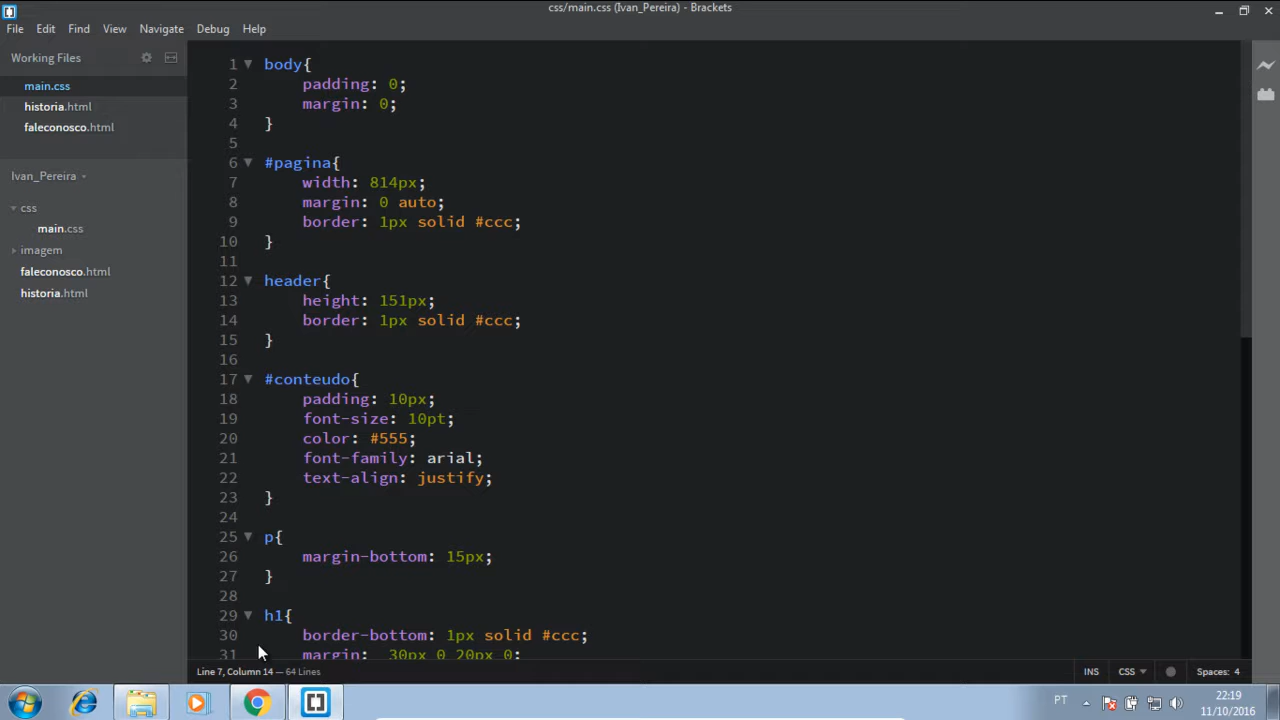 css/main.css (Ivan_Pereira) - Brackets
File Edit Find View Navigate Debug Help
Working Files
main.css
historia.html
faleconosco.html
Ivan_Pereira
css
main.css
imagem
faleconosco.html
historia.html
1 body{
2 padding: 0;
3 margin: 0;
4 }
5
6 #pagina{
7 width: 814px;
8 margin: 0 auto;
9 border: 1px solid #ccc;
10 }
11
12 header{
13 height: 151px;
14 border: 1px solid #ccc;
15 }
16
17 #conteudo{
18 padding: 10px;
19 font-size: 10pt;
20 color: #555;
21 font-family: arial;
22 text-align: justify;
23 }
24
25 p{
26 margin-bottom: 15px;
27 }
28
29 h1{
30 border-bottom: 1px solid #ccc;
31 margin: 30px 0 20px 0;
Line 7, Column 14 — 64 Lines
INS CSS Spaces: 4
PT
22:19
11/10/2016